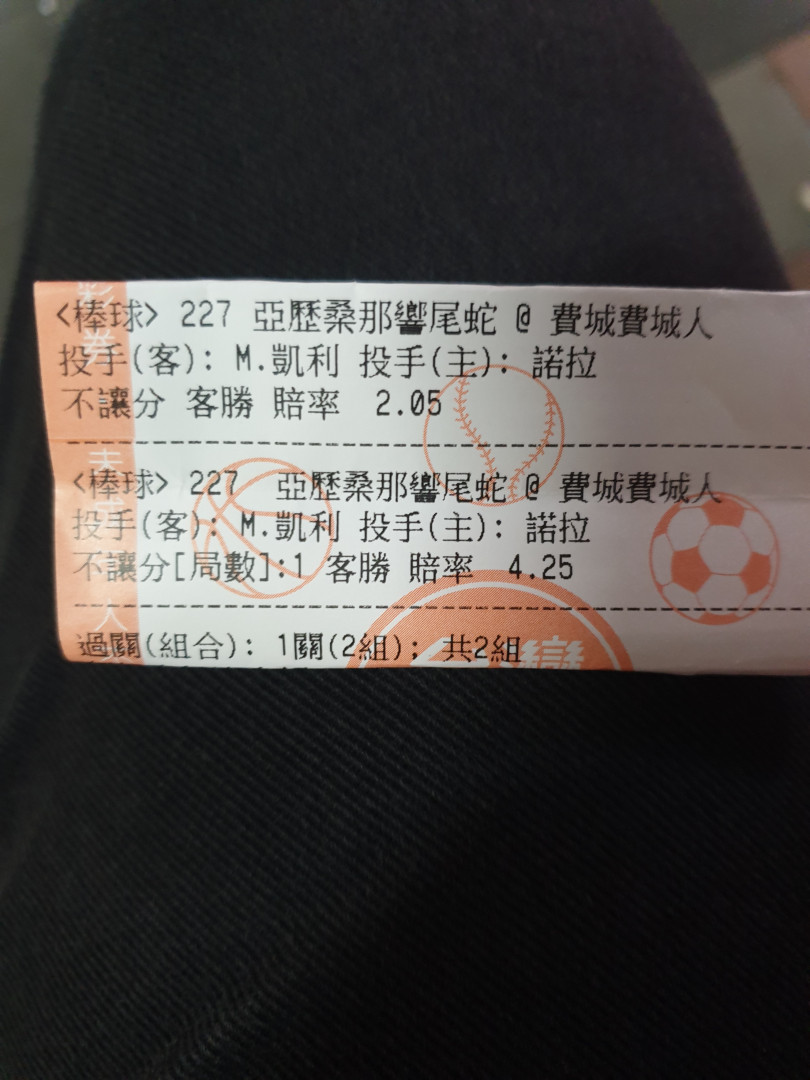 <棒球> 227 亞歷桑那響尾蛇 @ 費城費城人
投手(客): M.凱利 投手(主): 諾拉
不讓分 客勝 賠率 2.05
<棒球> 227 亞歷桑那響尾蛇 @ 費城費城人
投手(客): M.凱利 投手(主): 諾拉
不讓分[局數]:1 客勝 賠率 4.25
過關(組合): 1關(2組); 共2組